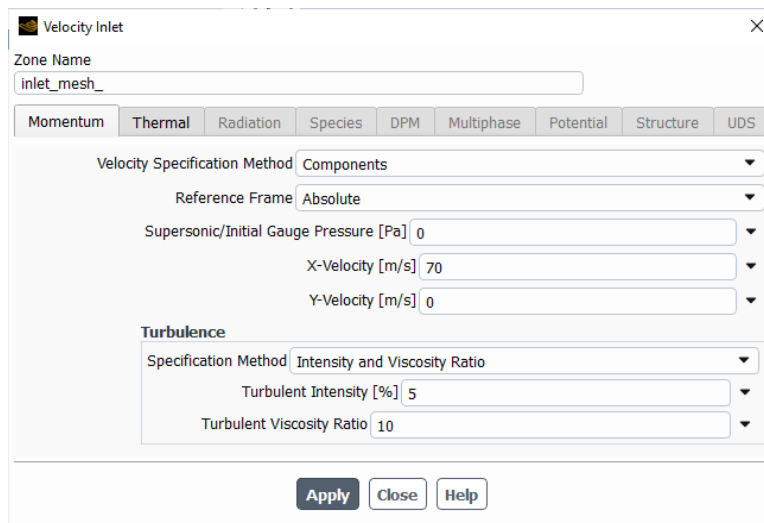 Velocity Inlet
Zone Name
inlet_mesh_
Momentum Thermal Radiation Species DPM Multiphase Potential Structure UDS
Velocity Specification Method Components
Reference Frame Absolute
Supersonic/Initial Gauge Pressure [Pa] 0
X-Velocity [m/s] 70
Y-Velocity [m/s] 0
Turbulence
Specification Method Intensity and Viscosity Ratio
Turbulent Intensity [%] 5
Turbulent Viscosity Ratio 10
Apply Close Help